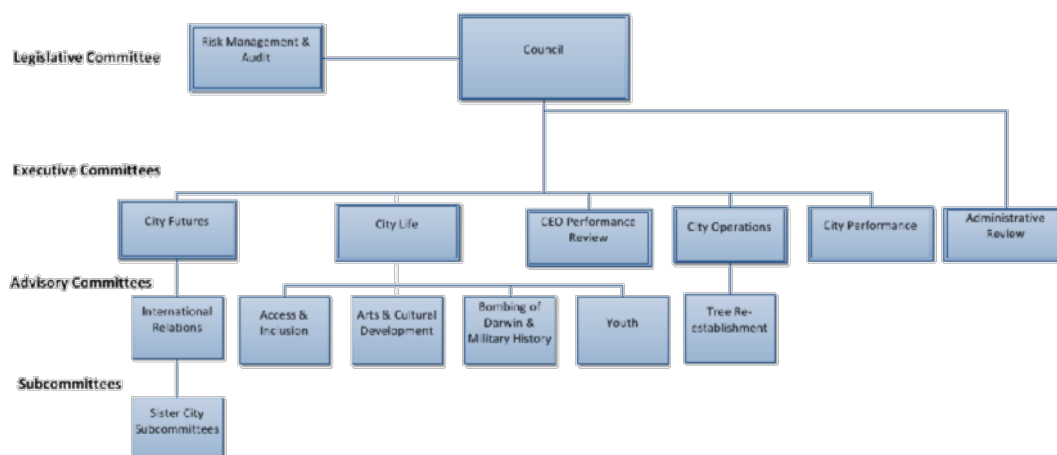 Legislative Committee
Risk Management &
Audit
Council
Executive Committees
City Futures
City Life
CEO Performance
Review
City Operations
City Performance
Administrative
Review
Advisory Committees
International
Relations
Access &
Inclusion
Arts & Cultural
Development
Bombing of
Darwin &
Military History
Youth
Tree Re-
establishment
Subcommittees
Sister City
Subcommittees